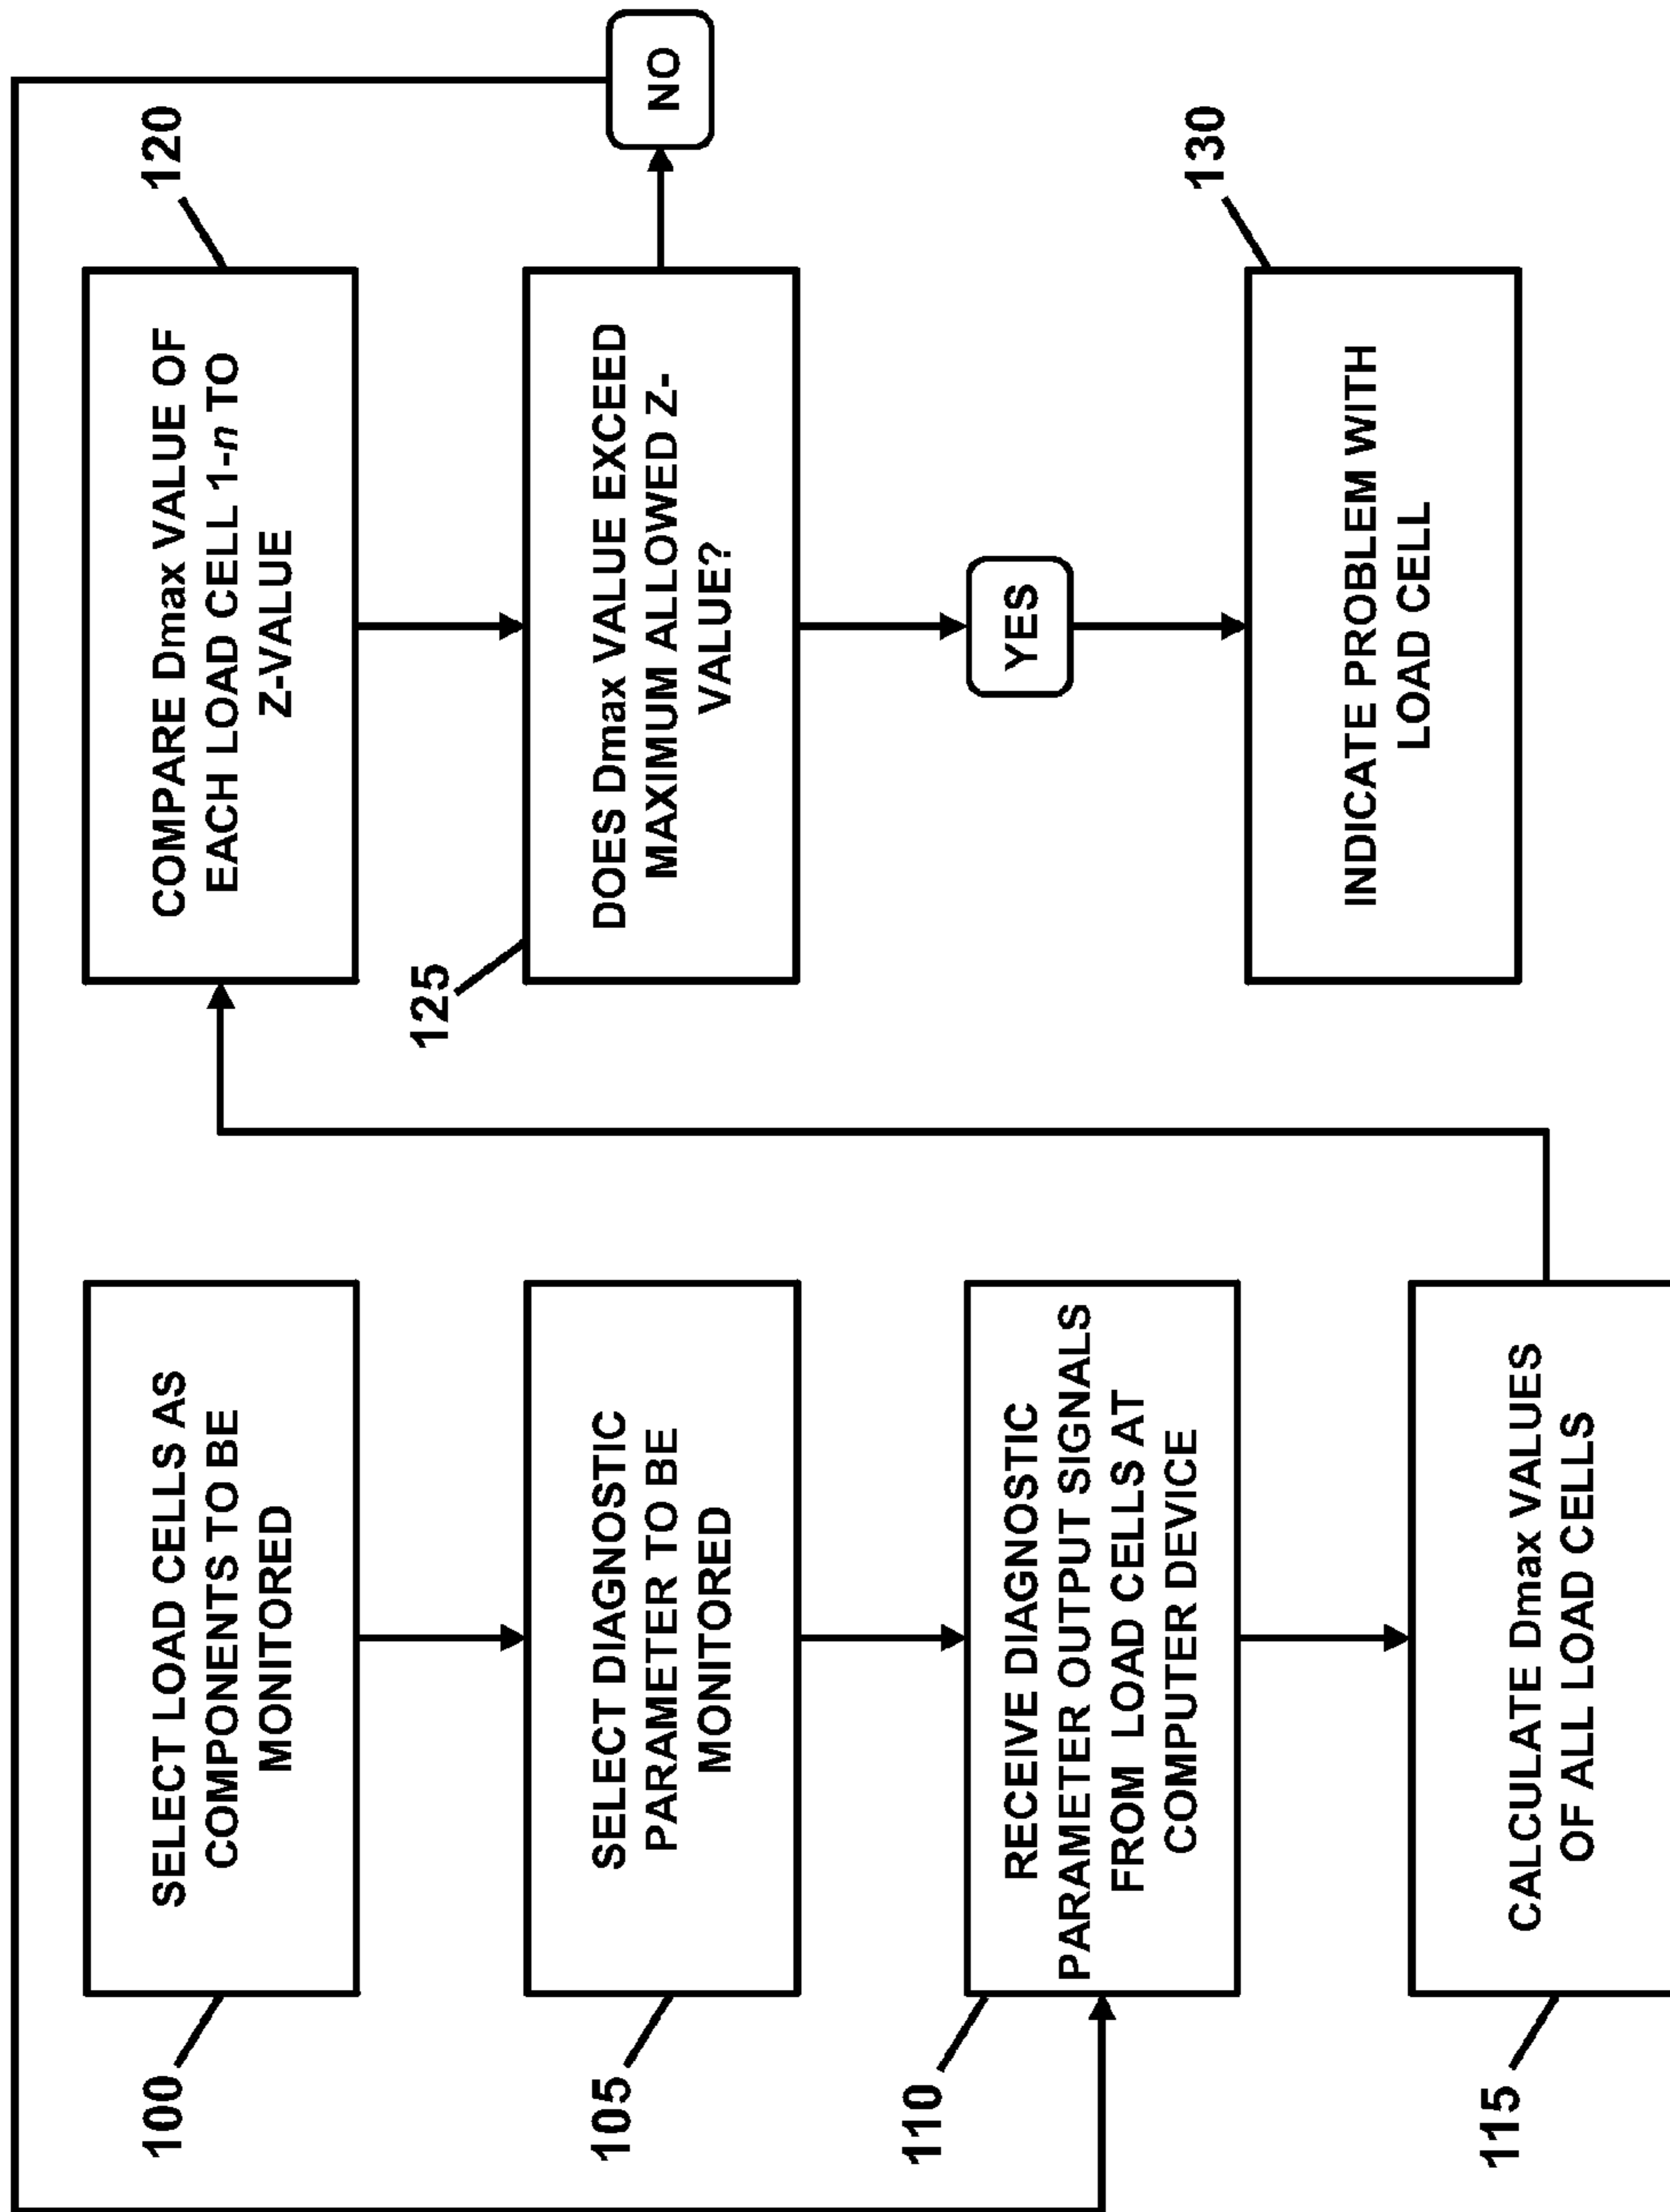 100
SELECT LOAD CELLS AS
COMPONENTS TO BE
MONITORED
105
SELECT DIAGNOSTIC
PARAMETER TO BE
MONITORED
110
RECEIVE DIAGNOSTIC
PARAMETER OUTPUT SIGNALS
FROM LOAD CELLS AT
COMPUTER DEVICE
115
CALCULATE Dmax VALUES
OF ALL LOAD CELLS
120
COMPARE Dmax VALUE OF
EACH LOAD CELL 1-n TO
Z-VALUE
125
DOES Dmax VALUE EXCEED
MAXIMUM ALLOWED Z-
VALUE?
NO
YES
130
INDICATE PROBLEM WITH
LOAD CELL